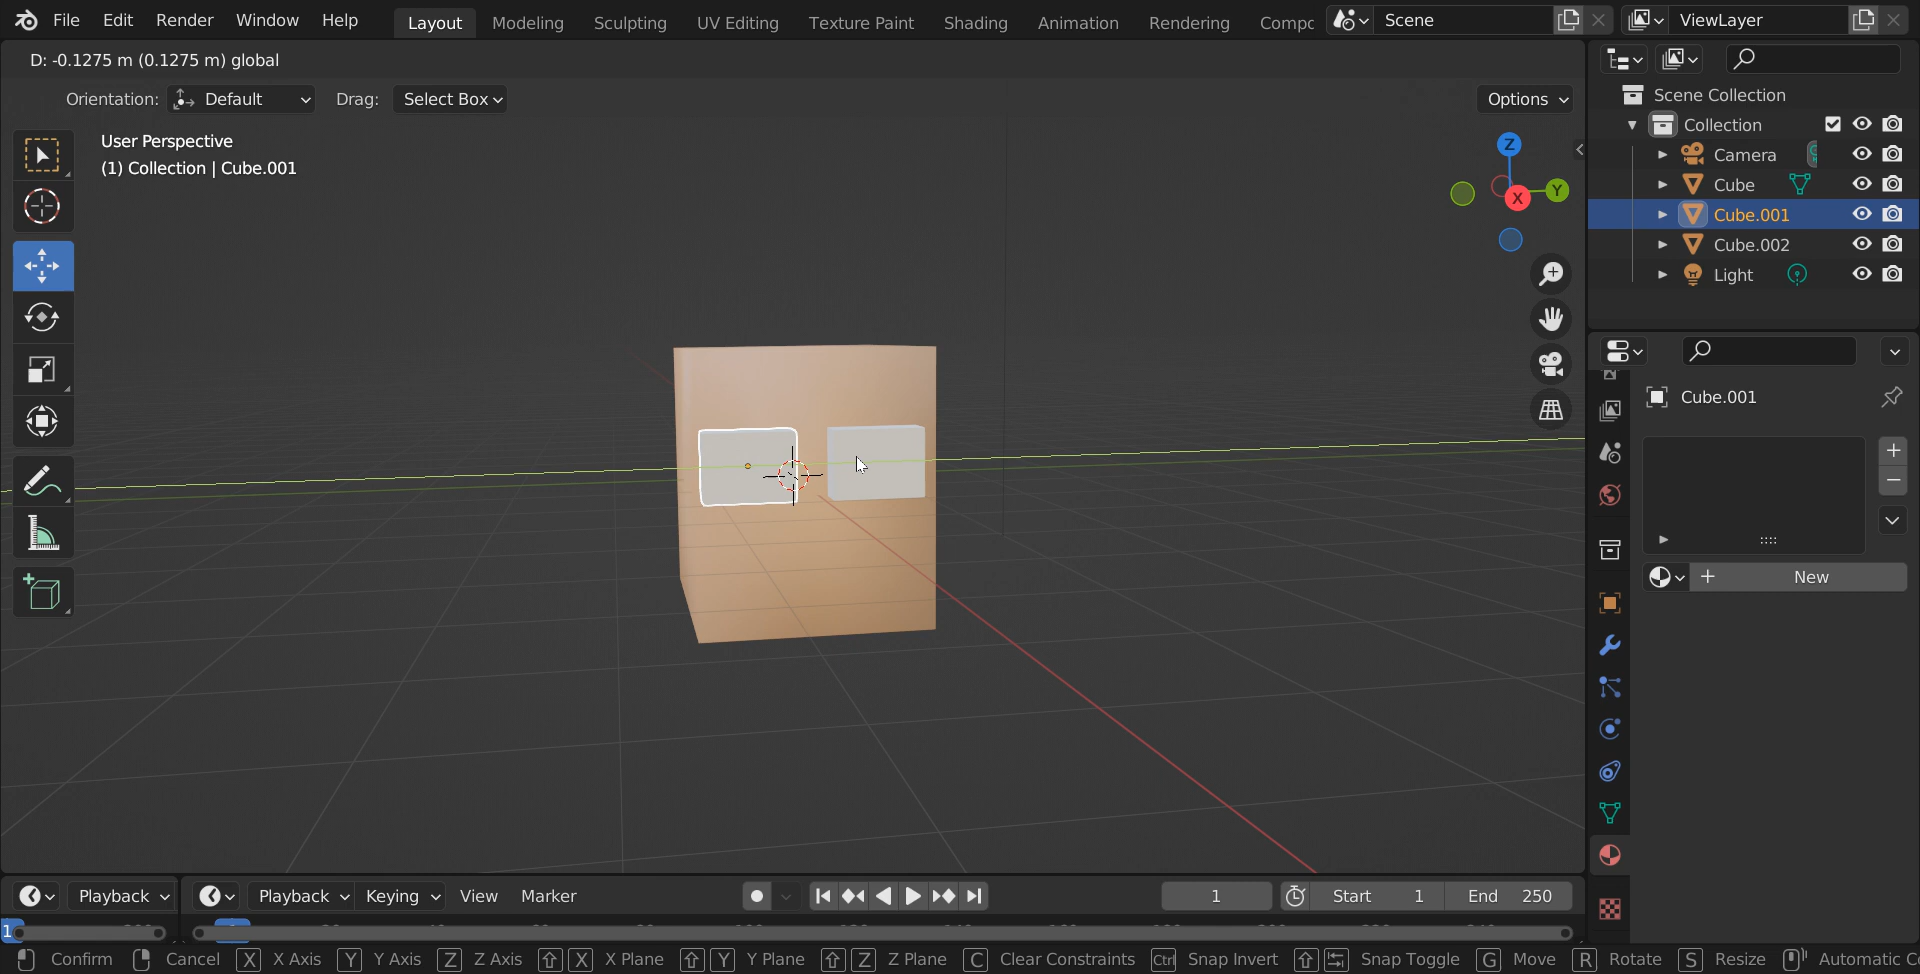 File Edit Render Window Help Layout Modeling Sculpting UV Editing Texture Paint Shading Animation Rendering Scene ViewLayer
D: -0.1275 m (0.1275 m) global
Orientation: Default Drag: Select Box Options
User Perspective
(1) Collection | Cube.001
Z
Y
X
Scene Collection
Collection
Camera
Cube
Cube.001
Cube.002
Light
Cube.001
New
Playback Playback Keying View Marker 1 Start 1 End 250
1
Confirm Cancel X X Axis Y Y Axis Z Z Axis X X Plane Y Y Plane Z Z Plane C Clear Constraints Ctrl Snap Invert Snap Toggle G Move R Rotate S Resize Automatic